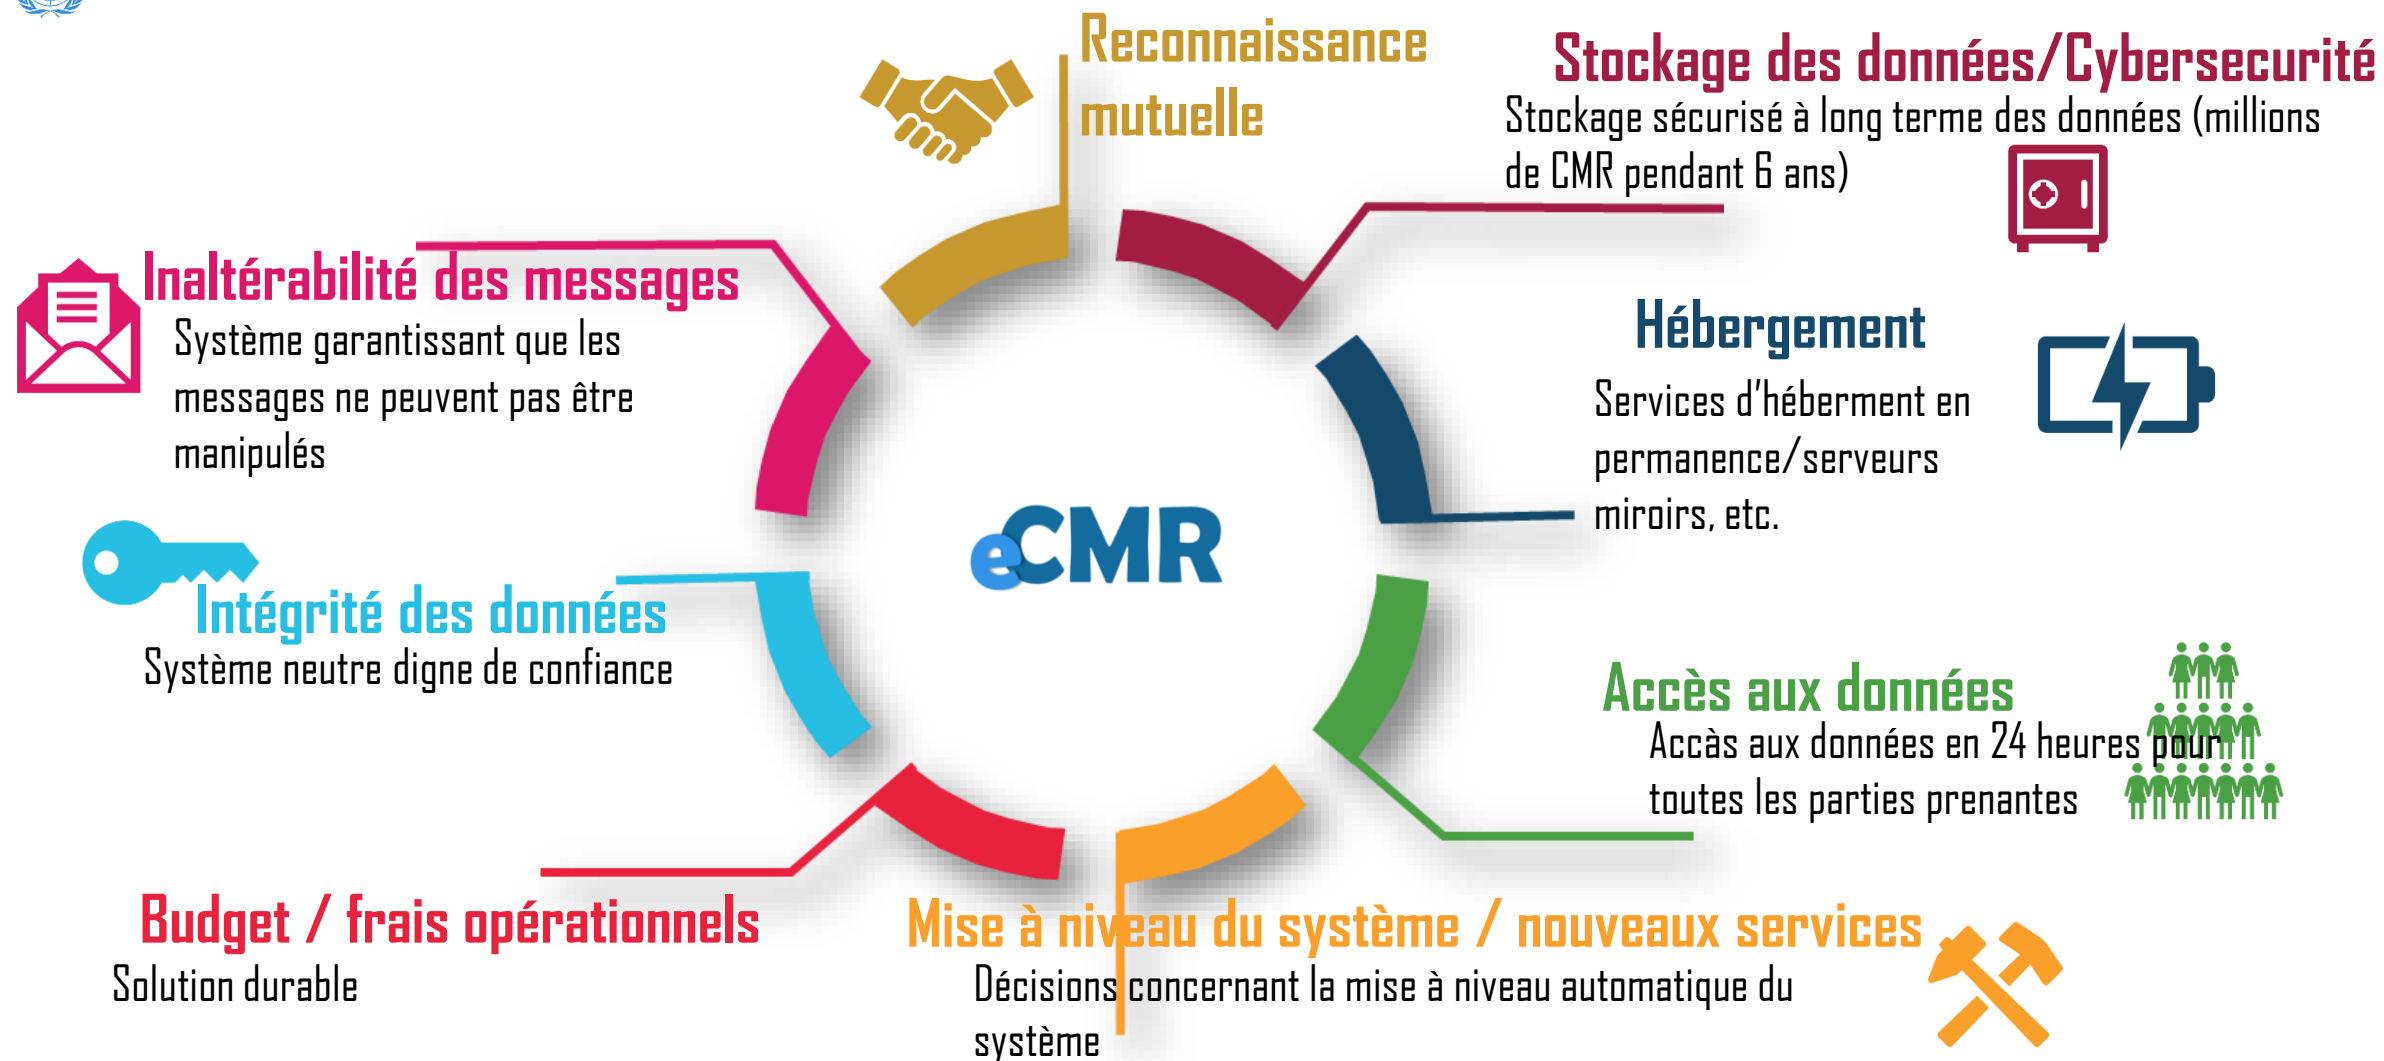 Reconnaissance
mutuelle
Stockage des données/Cybersecurité
Stockage sécurisé à long terme des données (millions
de CMR pendant 6 ans)
Inaltérabilité des messages
Système garantissant que les
messages ne peuvent pas être
manipulés
Hébergement
Services d'héberment en
permanence/serveurs
miroirs, etc.
eCMR
Intégrité des données
Système neutre digne de confiance
Accès aux données
Accàs aux données en 24 heures pour
toutes les parties prenantes
Budget / frais opérationnels
Solution durable
Mise à niveau du système / nouveaux services
Décisions concernant la mise à niveau automatique du
système